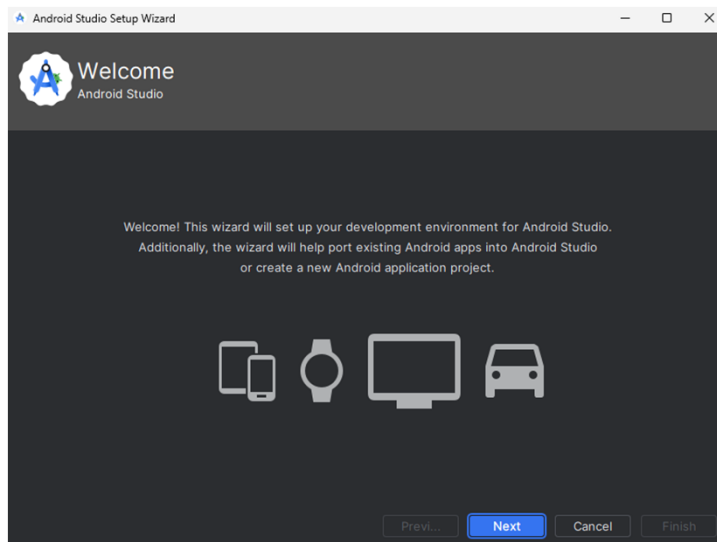 Android Studio Setup Wizard
Welcome
Android Studio
Welcome! This wizard will set up your development environment for Android Studio.
Additionally, the wizard will help port existing Android apps into Android Studio
or create a new Android application project.
Previ... Next Cancel Finish